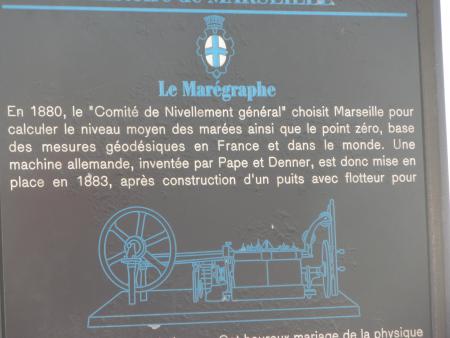 de MARSEILLE
Le Marégraphe
En 1880, le "Comité de Nivellement général" choisit Marseille pour
calculer le niveau moyen des marées ainsi que le point zéro, base
des mesures géodésiques en France et dans le monde. Une
machine allemande, inventée par Pape et Denner, est donc mise en
place en 1883, après construction d'un puits avec flotteur pour
heureux mariage de la physique